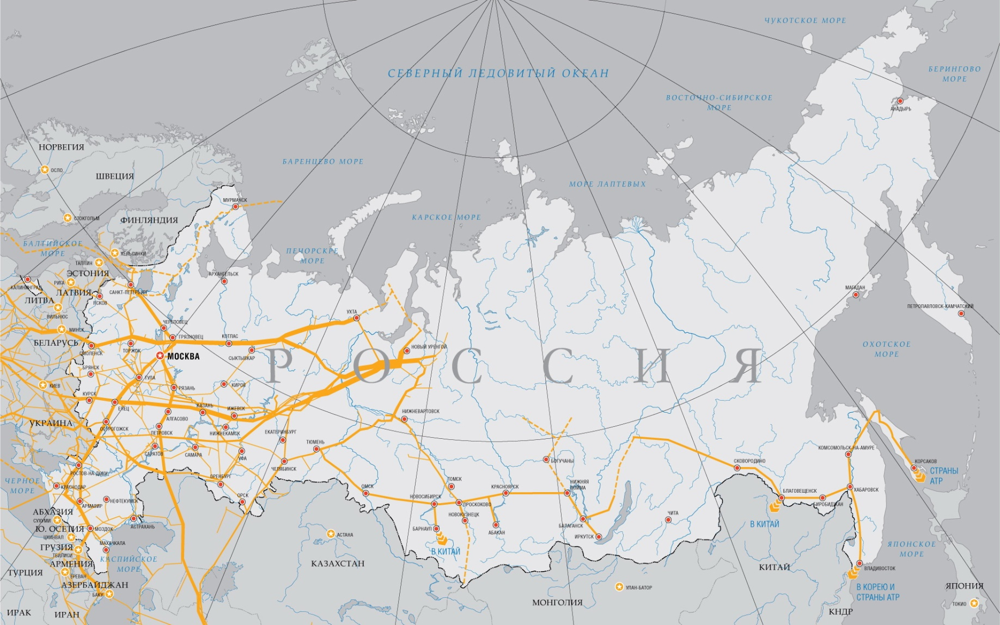 ЧУКОТСКОЕ МОРЕ
СЕВЕРНЫЙ ЛЕДОВИТЫЙ ОКЕАН
БЕРИНГОВО
МОРЕ
ВОСТОЧНО-СИБИРСКОЕ
МОРЕ
АНАДЫРЬ
НОРВЕГИЯ
ОСЛО
ШВЕЦИЯ
БАРЕНЦЕВО МОРЕ
МОРЕ ЛАПТЕВЫХ
МУРМАНСК
СТОКГОЛЬМ
ФИНЛЯНДИЯ
КАРСКОЕ МОРЕ
БАЛТИЙСКОЕ
МОРЕ
ХЕЛЬСИНКИ
ПЕЧОРСКРЕ
МОРЕ
ТАЛЛИН
ЭСТОНИЯ
АРХАНГЕЛЬСК
КАЛИНИНГРАД
РИГА
ЛАТВИЯ
САНКТ-ПЕТЕРБУРГ
МАГАДАН
ЛИТВА
ПСКОВ
ПЕТРОПАВЛОВСК-КАМЧАТСКИЙ
ВИЛЬНЮС
УХТА
ЧЕРЕПОВЕЦ
МИНСК
ГРЯЗНОВЕЦ
КОТЛАС
БЕЛАРУСЬ
СМОЛЕНСК
ТОРЖОК
МОСКВА
СЫКТЫВКАР
НОВЫЙ УРЕНГОЙ
ОХОТСКОЕ
МОРЕ
РОССИЯ
БРЯНСК
ТУЛА
КИЕВ
РЯЗАНЬ
КИРОВ
КУРСК
ЕЛЕЦ
КАЗАНЬ
ИЖЕВСК
НИЖНЕВАРТОВСК
АЛГАСОВО
УКРАИНА
ОСТРОГОЖСК
ПЕТРОВСК
НИЖНЕКАМСК
ЕКАТЕРИНБУРГ
ТЮМЕНЬ
САРАТОВ
САМАРА
УФА
ЧЕЛЯБИНСК
БОГУЧАНЫ
СКОВОРОДИНО
КОМСОМОЛЬСК-НА-АМУРЕ
КОРСАКОВ
СТРАНЫ
АТР
РОСТОВ-НА-ДОНУ
ОРЕНБУРГ
ЧЕРНОЕ
МОРЕ
КРАСНОДАР
ОМСК
ТОМСК
КРАСНОЯРСК
НИЖНЯЯ
ПОЙМА
БЛАГОВЕЩЕНСК
ХАБАРОВСК
НОВОСИБИРСК
ОРСК
НЕФТЕКУМСК
АРМАВИР
ПРОСКОКОВО
БИРОБИДЖАН
АБХАЗИЯ
СУХУМИ
НОВОКУЗНЕЦК
ЧИТА
Ю. ОСЕТИЯ
МОЗДОК
АСТРАХАНЬ
БАРНАУЛ
АБАКАН
БАЛАГАНСК
В КИТАЙ
ЦХИНВАЛ
АСТАНА
ИРКУТСК
ГРУЗИЯ
МАХАЧКАЛА
ТБИЛИСИ
В КИТАЙ
ЯПОНСКОЕ
МОРЕ
КАСПИЙСКОЕ
МОРЕ
АРМЕНИЯ
КАЗАХСТАН
КИТАЙ
ВЛАДИВОСТОК
ТУРЦИЯ
ЕРЕВАН
АЗЕРБАЙДЖАН
БАКУ
УЛАН-БАТОР
В КОРЕЮ И
СТРАНЫ АТР
ЯПОНИЯ
МОНГОЛИЯ
ТОКИО
ИРАК
ИРАН
КНДР